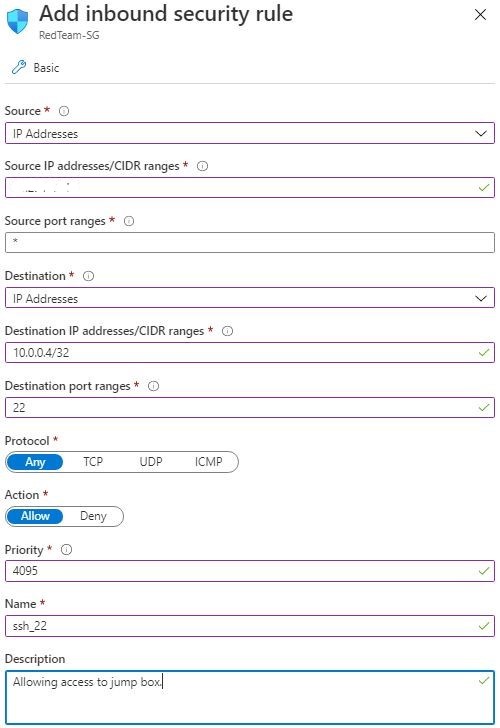 Add inbound security rule
RedTeam-SG
Basic
Source *
IP Addresses
Source IP addresses/CIDR ranges *
Source port ranges *
*
Destination *
IP Addresses
Destination IP addresses/CIDR ranges *
10.0.0.4/32
Destination port ranges *
22
Protocol *
Any TCP UDP ICMP
Action *
Allow Deny
Priority *
4095
Name *
ssh_22
Description
Allowing access to jump box.